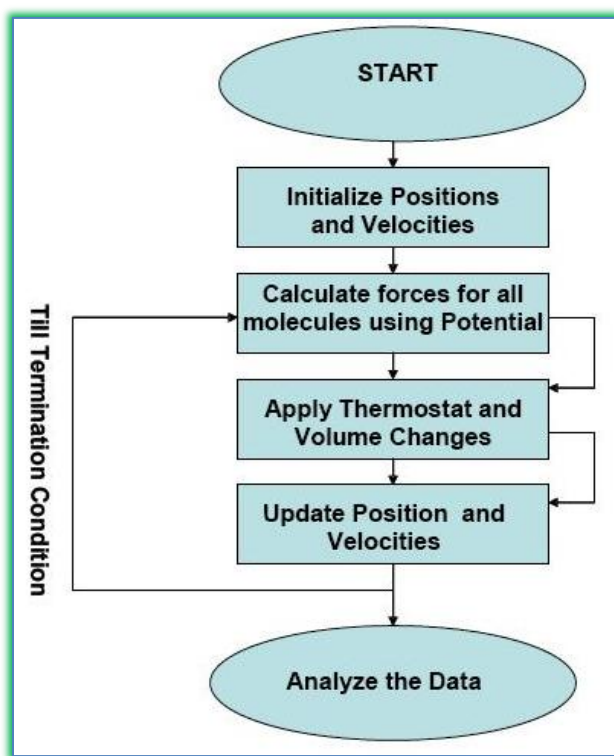 START
Initialize Positions
and Velocities
Calculate forces for all
molecules using Potential
Apply Thermostat and
Volume Changes
Update Position and
Velocities
Till Termination Condition
Analyze the Data